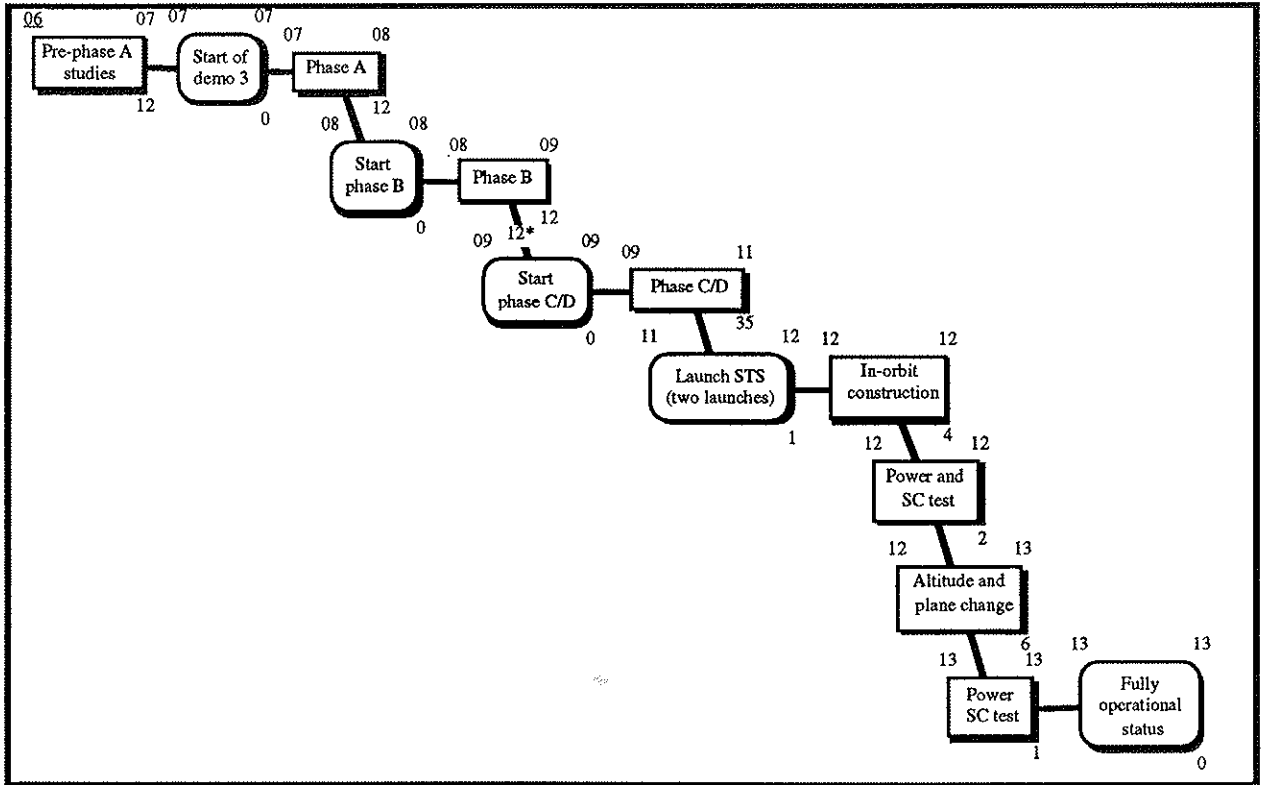 06 07 07 07
Pre-phase A
studies
Start of
demo 3
07 08
Phase A
12
0
12
08 08
Start
phase B
08 09
Phase B
0
12
12*
09 09
Start
phase C/D
09 11
Phase C/D
0
35
11 12
Launch STS
(two launches)
12 12
In-orbit
construction
1
4
12 12
Power and
SC test
2
12 13
Altitude and
plane change
6
13 13
Power
SC test
1
13 13
Fully
operational
status
0